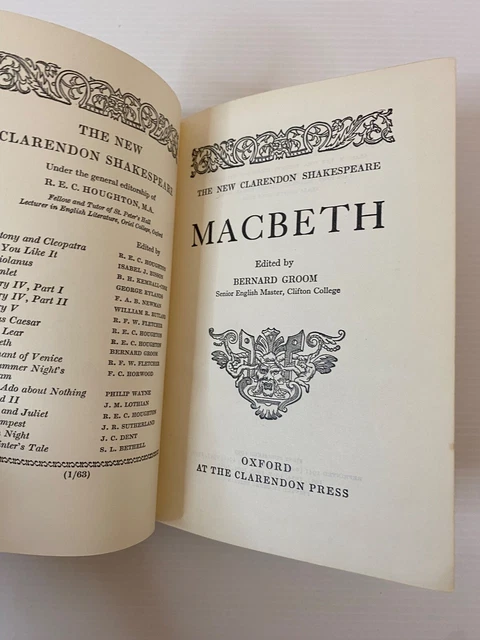 THE NEW
CLARENDON SHAKESPEARE
Under the general editorship of
R. E. C. HOUGHTON, M.A.
Fellow and Tutor of St. Peter's Hall
Lecturer in English Literature, Oriel College, Oxford
Edited by
tony and Cleopatra R. E. C. HOUGHTON
You Like It ISABEL J. BISSON
iolanus B. H. KEMBALL-COOK
mlet GEORGE RYLANDS
ry IV, Part I F. A. B. NEWMAN
ry IV, Part II WILLIAM R. RUTLAND
ry V R. F. W. FLETCHER
us Caesar R. E. C. HOUGHTON
Lear R. E. C. HOUGHTON
eth BERNARD GROOM
hant of Venice R. F. W. FLETCHER
ummer Night's
am F. C. HORWOOD
Ado about Nothing PHILIP WAYNE
d II J. M. LOTHIAN
and Juliet R. E. C. HOUGHTON
mpest J. R. SUTHERLAND
Night J. C. DENT
inter's Tale S. L. BETHELL
(1/63)
THE NEW CLARENDON SHAKESPEARE
MACBETH
Edited by
BERNARD GROOM
Senior English Master, Clifton College
OXFORD
AT THE CLARENDON PRESS